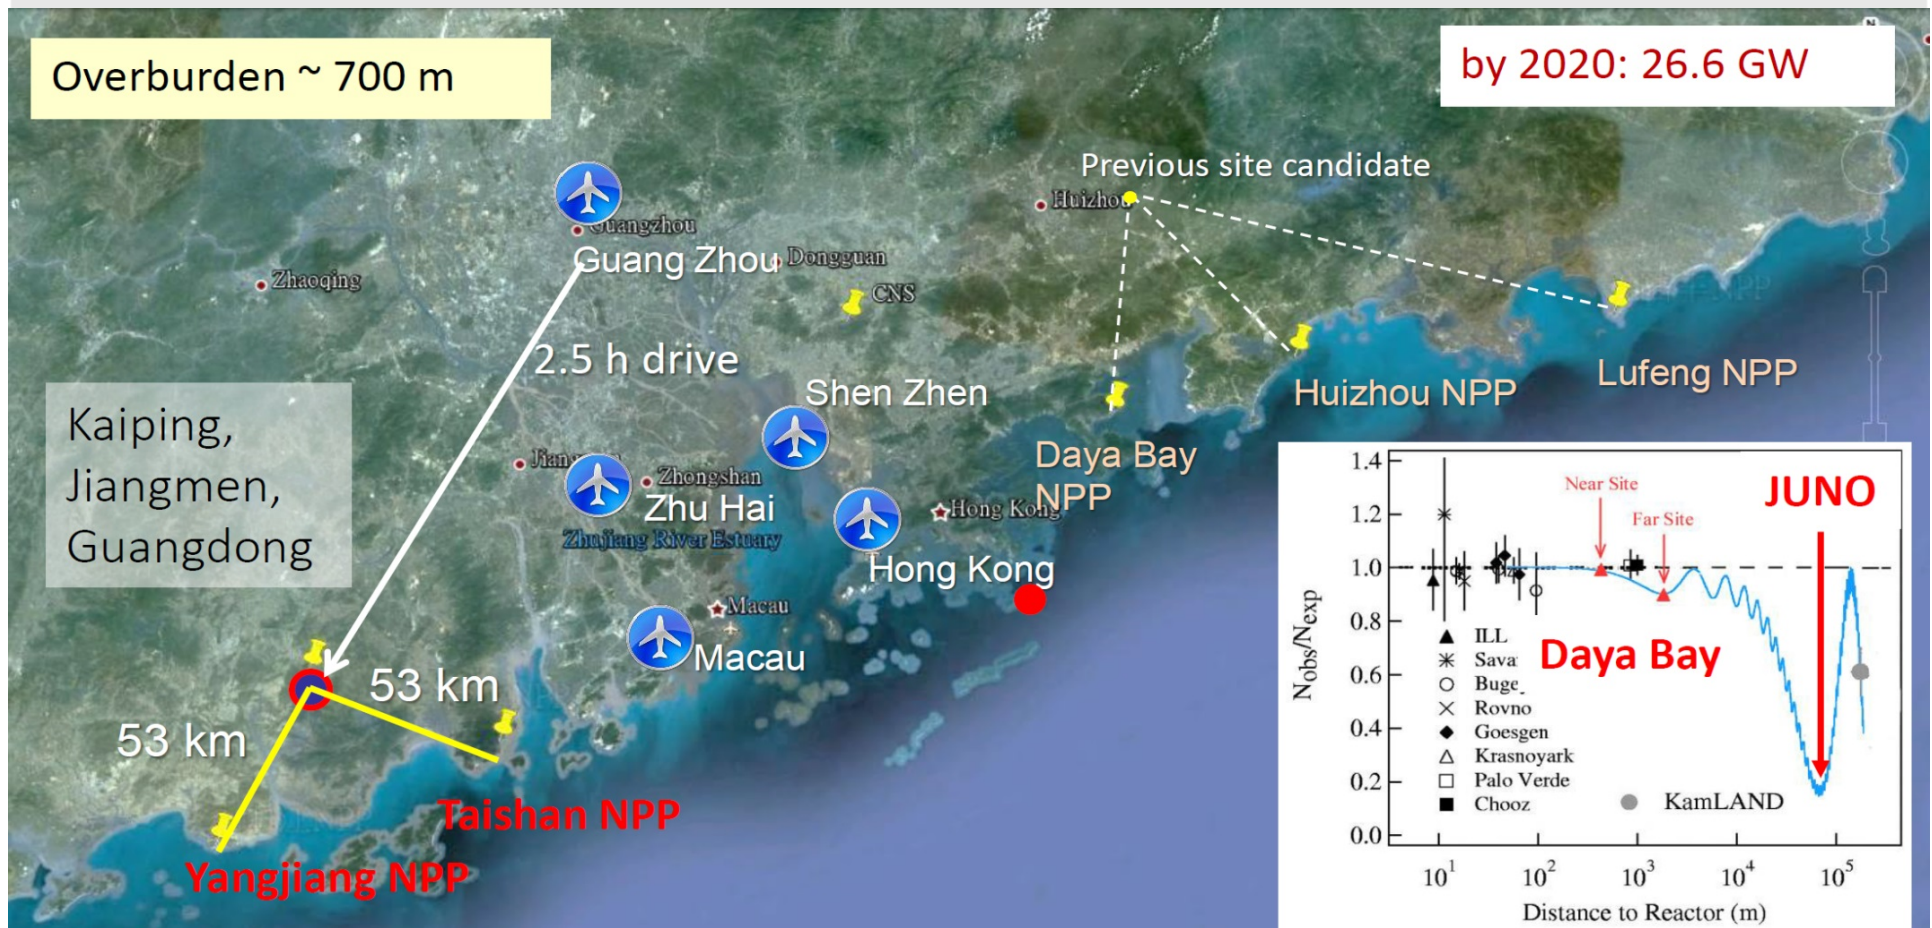 Overburden ~ 700 m
by 2020: 26.6 GW
Previous site candidate
Huizhou
Guangzhou
Guang Zhou
Dongguan
Zhaoqing
CNS
2.5 h drive
Shen Zhen
Kaiping,
Jiangmen,
Guangdong
Huizhou NPP
Lufeng NPP
Daya Bay
NPP
Zhongshan
Zhu Hai
Zhujiang River Estuary
Hong Kong
Hong Kong
Macau
Macau
53 km
53 km
Taishan NPP
Yangjiang NPP
1.4
1.2
1.0
0.8
0.6
0.4
0.2
0.0
Nobs/Nexp
Near Site
Far Site
JUNO
Daya Bay
ILL
Rovno
Goesgen
Krasnoyark
Palo Verde
Chooz
KamLAND
10¹
10²
10³
10⁴
10⁵
Distance to Reactor (m)